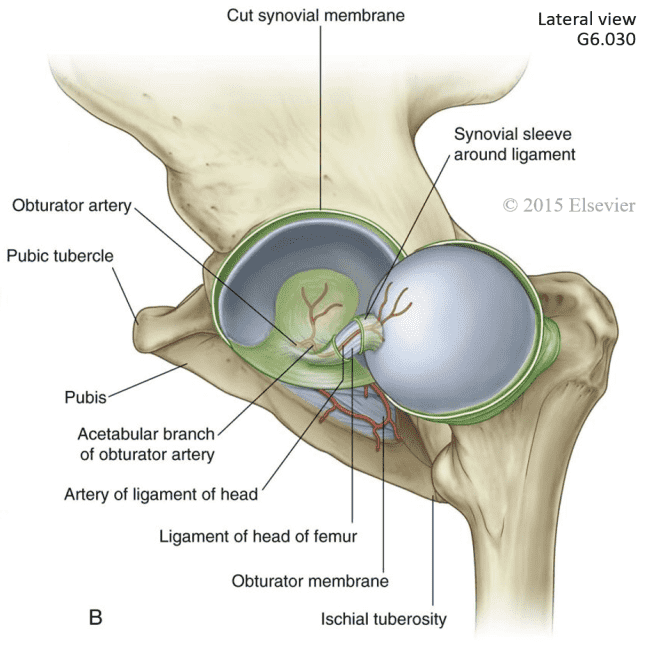 Cut synovial membrane
Lateral view
G6.030
Synovial sleeve
around ligament
© 2015 Elsevier
Obturator artery
Pubic tubercle
Pubis
Acetabular branch
of obturator artery
Artery of ligament of head
Ligament of head of femur
Obturator membrane
Ischial tuberosity
B